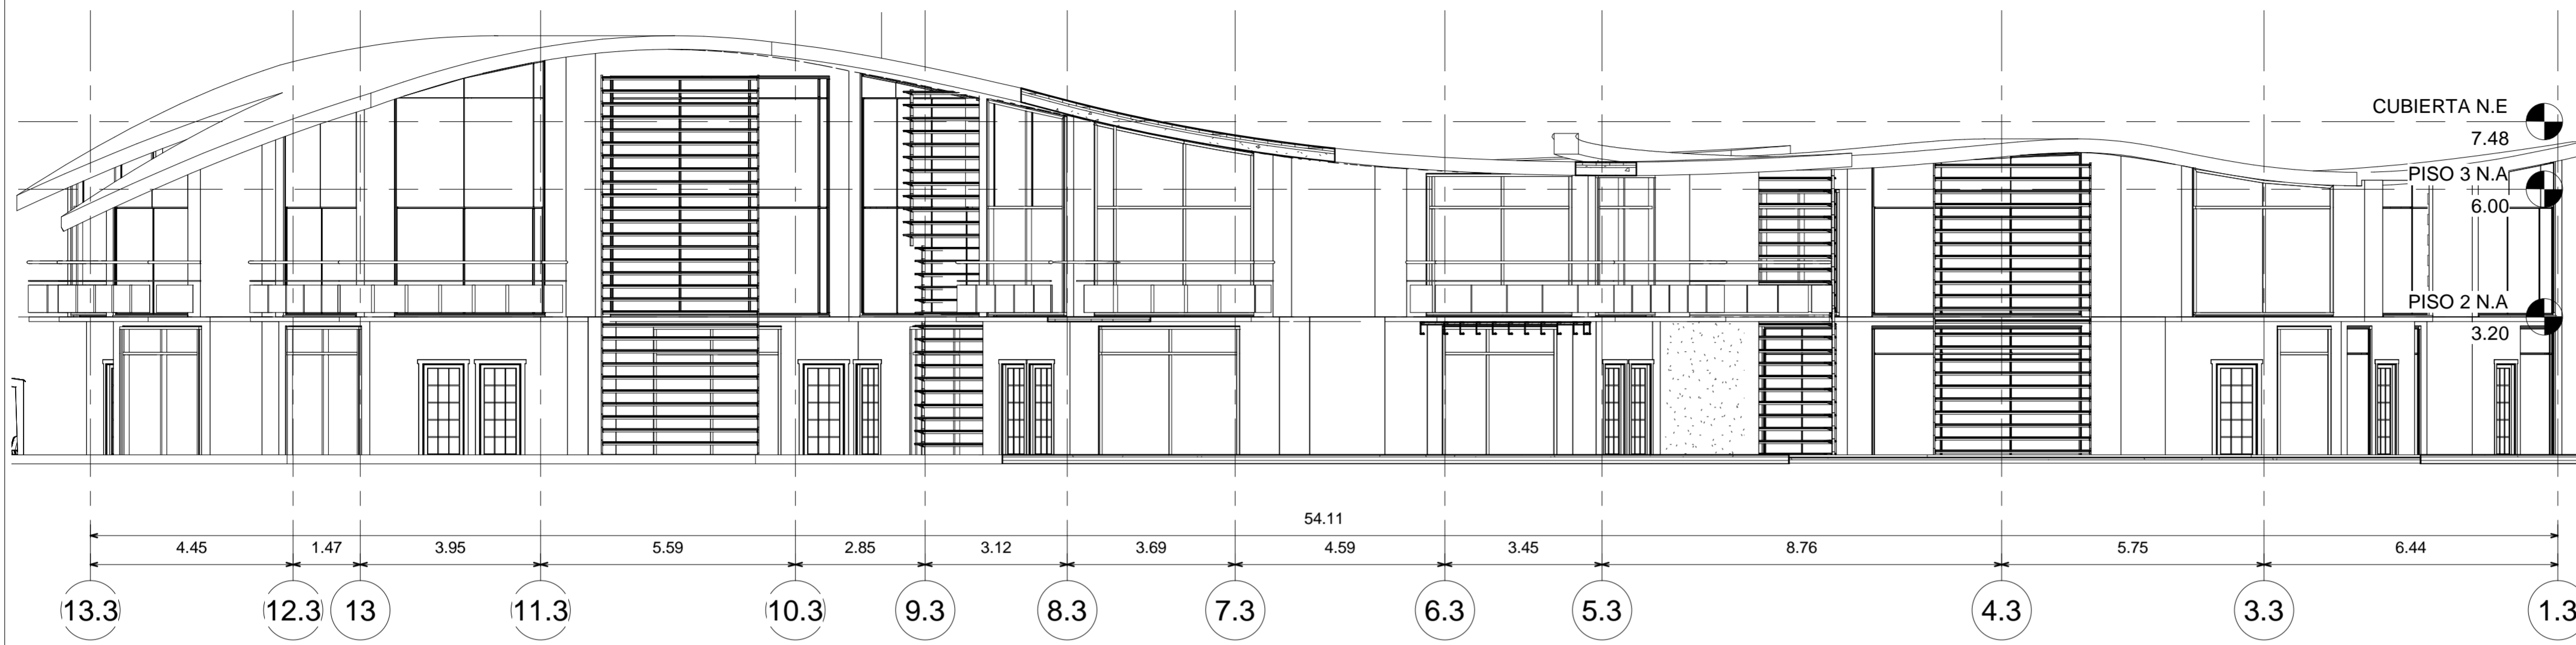 CUBIERTA N.E
7.48
PISO 3 N.A
6.00
PISO 2 N.A
3.20
54.11
4.45 1.47 3.95 5.59 2.85 3.12 3.69 4.59 3.45 8.76 5.75 6.44
13.3 12.3 13 11.3 10.3 9.3 8.3 7.3 6.3 5.3 4.3 3.3 1.3